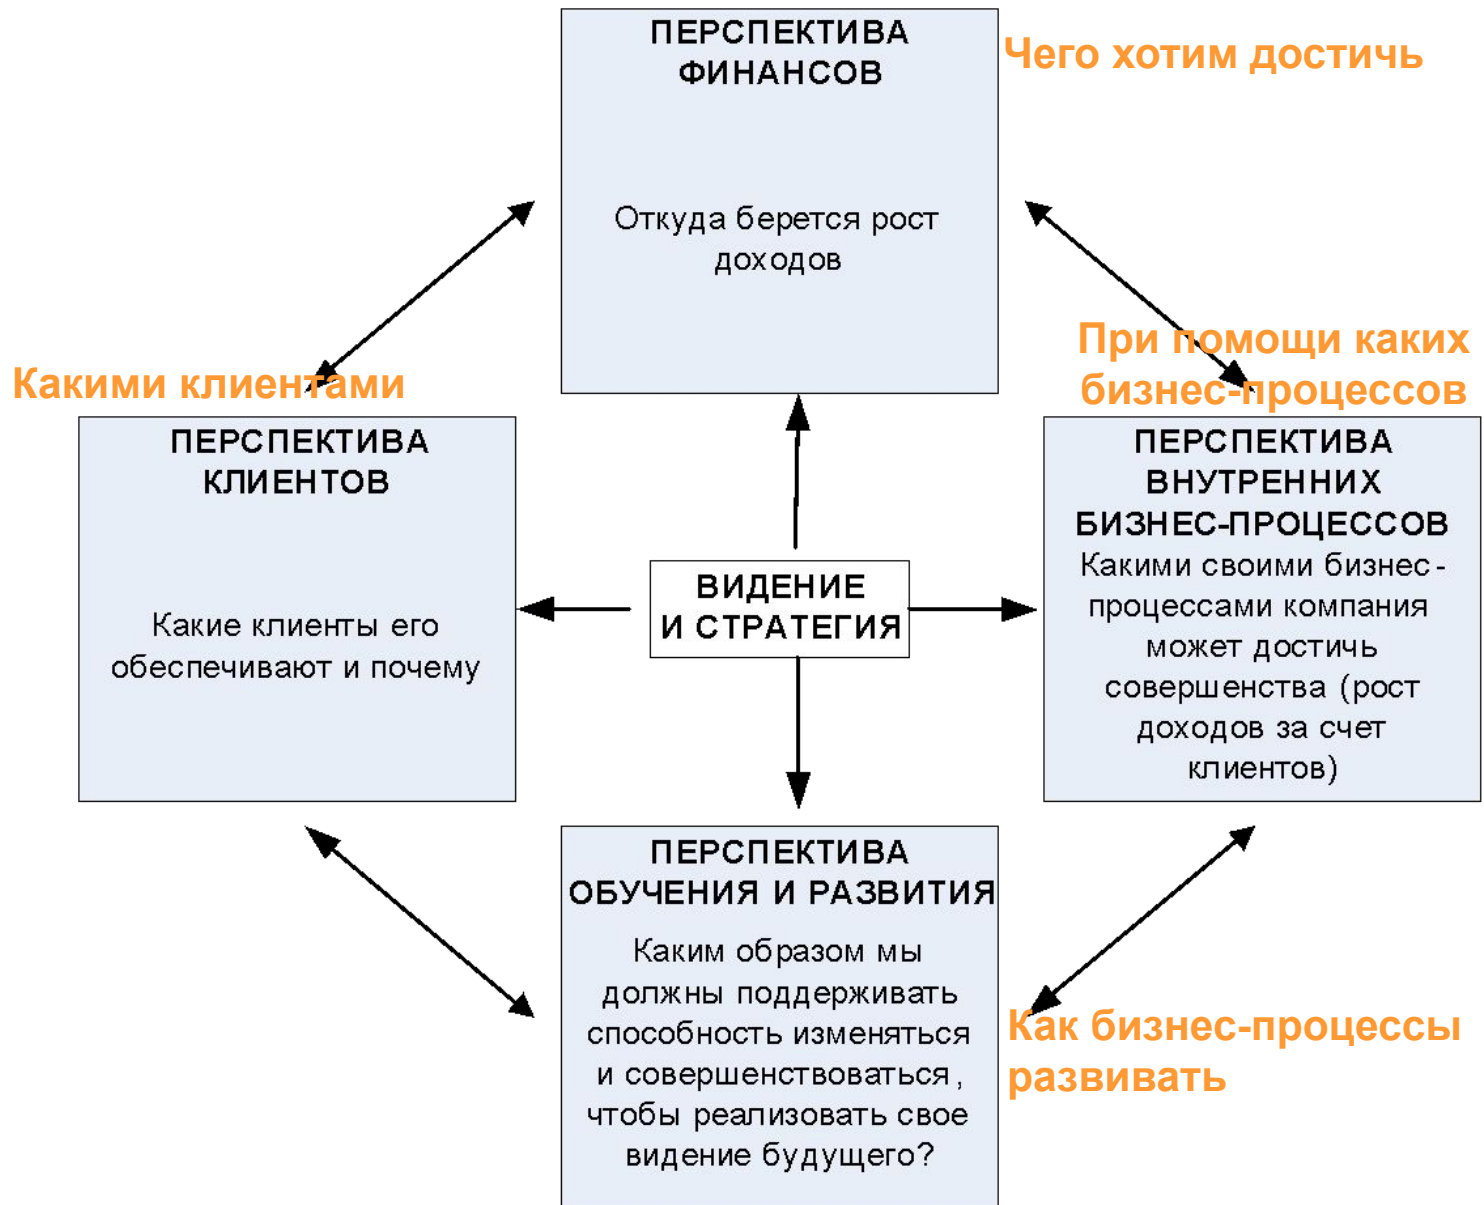 ПЕРСПЕКТИВА
ФИНАНСОВ
Откуда берется рост
доходов
Чего хотим достичь
Какими клиентами
ПЕРСПЕКТИВА
КЛИЕНТОВ
Какие клиенты его
обеспечивают и почему
ВИДЕНИЕ
И СТРАТЕГИЯ
При помощи каких
бизнес-процессов
ПЕРСПЕКТИВА
ВНУТРЕННИХ
БИЗНЕС-ПРОЦЕССОВ
Какими своими бизнес-
процессами компания
может достичь
совершенства (рост
доходов за счет
клиентов)
ПЕРСПЕКТИВА
ОБУЧЕНИЯ И РАЗВИТИЯ
Каким образом мы
должны поддерживать
способность изменяться
и совершенствоваться,
чтобы реализовать свое
видение будущего?
Как бизнес-процессы
развивать